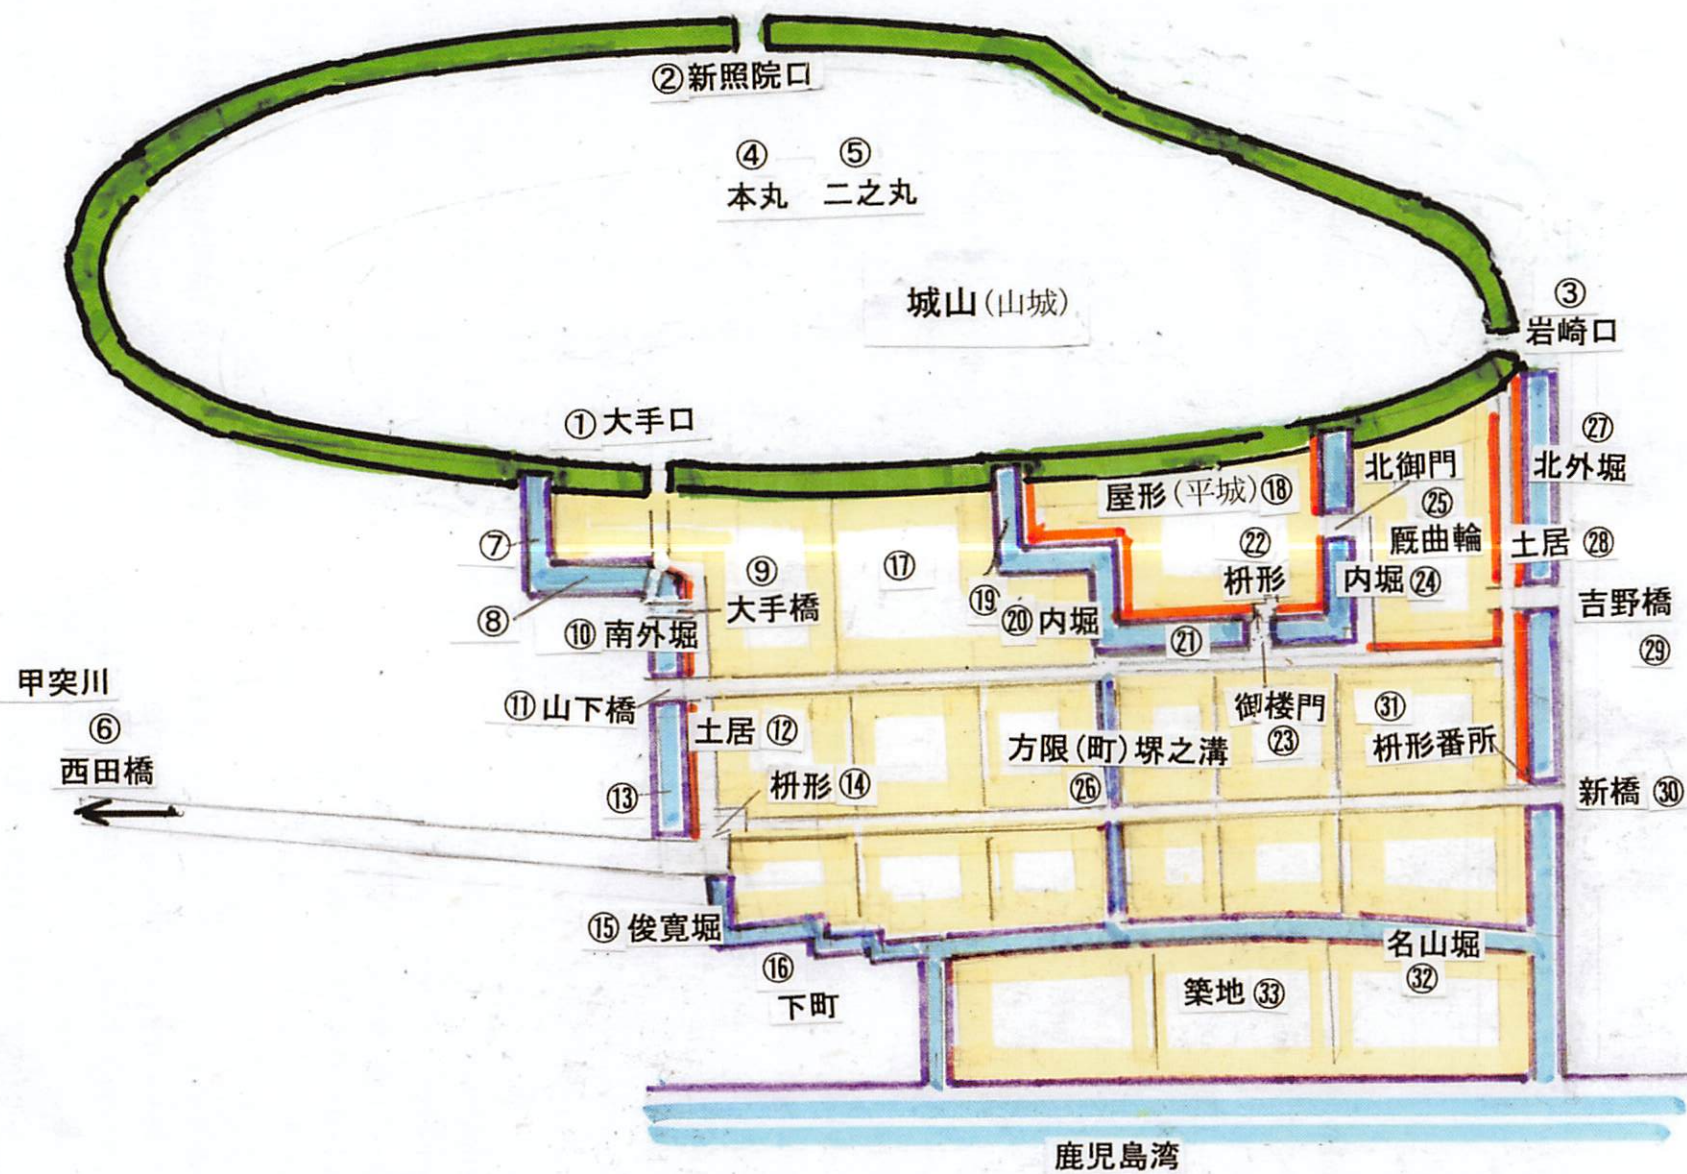 ②新照院口
④ ⑤
本丸 二之丸
城山(山城)
③
岩崎口
①大手口
㉗
北外堀
北御門
㉕
厩曲輪
屋形(平城)⑱
⑦
⑨
大手橋
⑰
㉒
枡形
土居㉘
⑧
⑩南外堀
⑲
⑳内堀
内堀㉔
吉野橋
㉙
㉑
甲突川
⑥
西田橋
⑪山下橋
土居⑫
方限(町)堺之溝
㉖
御楼門
㉓
㉛
枡形番所
⑬
枡形⑭
新橋㉚
⑮俊寛堀
⑯
下町
名山堀
㉜
築地㉝
鹿児島湾